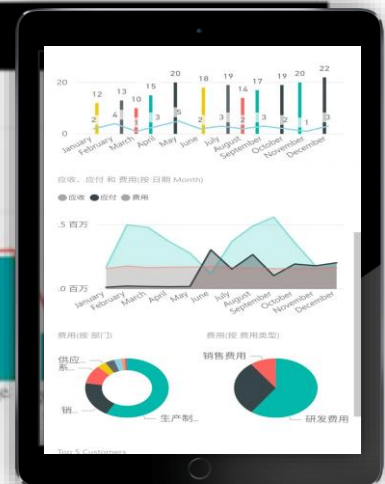 20
0
12 13 10 15 20 18 19 14 17 19 20 22
2 4 1 3 5 2 3 2 3 2 1 3
January February March April May June July August September October November December
应收、应付 和 费用(按 日期 Month)
应收 应付 费用
.5 百万
.0 百万
January February March April May June July August September October November December
费用(按 部门) 费用(按 费用类型)
供应...
系...
销...
生产制...
销售费用
研发费用
Top 5 Customers